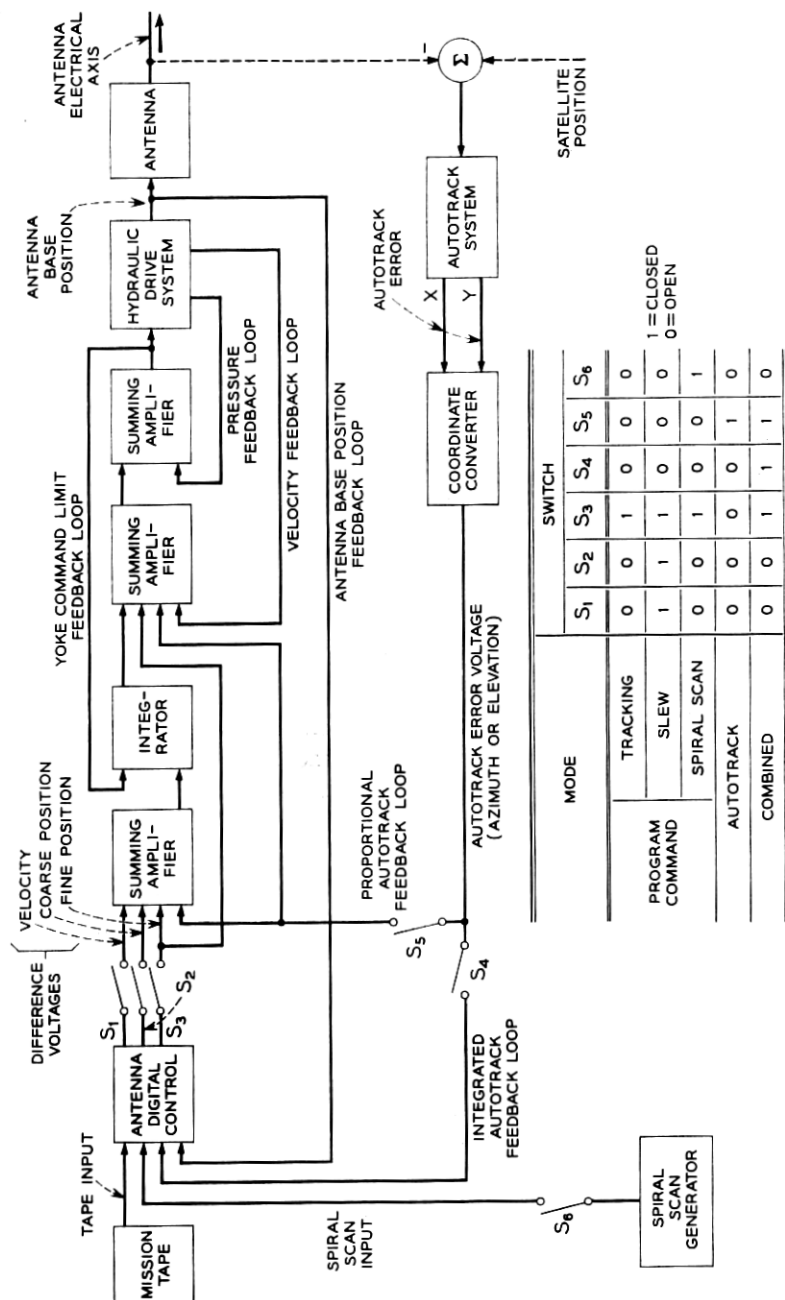 ANTENNA
ELECTRICAL
AXIS
ANTENNA
ANTENNA
BASE
POSITION
HYDRAULIC
DRIVE
SYSTEM
SUMMING
AMPLI-
FIER
PRESSURE
FEEDBACK LOOP
VELOCITY FEEDBACK LOOP
ANTENNA BASE POSITION
FEEDBACK LOOP
YOKE COMMAND LIMIT
FEEDBACK LOOP
SUMMING
AMPLI-
FIER
INTEG-
RATOR
SUMMING
AMPLI-
FIER
DIFFERENCE
VOLTAGES
VELOCITY
COARSE POSITION
FINE POSITION
S1
S2
S3
ANTENNA
DIGITAL
CONTROL
TAPE INPUT
MISSION
TAPE
SPIRAL
SCAN
INPUT
S6
SPIRAL
SCAN
GENERATOR
INTEGRATED
AUTOTRACK
FEEDBACK LOOP
S4
S5
PROPORTIONAL
AUTOTRACK
FEEDBACK LOOP
AUTOTRACK ERROR VOLTAGE
(AZIMUTH OR ELEVATION)
COORDINATE
CONVERTER
AUTOTRACK
ERROR
X
Y
AUTOTRACK
SYSTEM
Σ
−
SATELLITE
POSITION
MODE SWITCH
S1 S2 S3 S4 S5 S6
PROGRAM
COMMAND
TRACKING 0 0 1 0 0 0
SLEW 1 1 1 0 0 0
SPIRAL SCAN 0 0 1 0 0 1
AUTOTRACK 0 0 0 0 1 0
COMBINED 0 0 1 1 1 0
1 = CLOSED
0 = OPEN